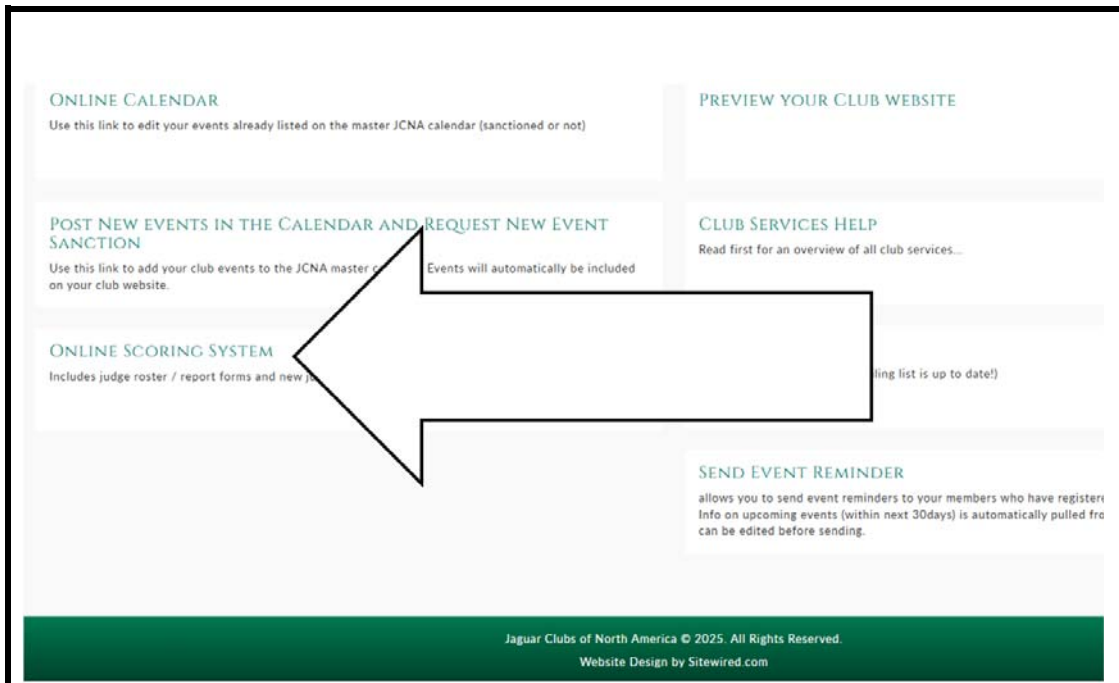 ONLINE CALENDAR
Use this link to edit your events already listed on the master JCNA calendar (sanctioned or not)
PREVIEW YOUR CLUB WEBSITE
POST NEW EVENTS IN THE CALENDAR AND REQUEST NEW EVENT
SANCTION
Use this link to add your club events to the JCNA master Events will automatically be included
on your club website.
CLUB SERVICES HELP
Read first for an overview of all club services...
ONLINE SCORING SYSTEM
Includes judge roster / report forms and new
ling list is up to date!)
SEND EVENT REMINDER
allows you to send event reminders to your members who have registere
Info on upcoming events (within next 30days) is automatically pulled fro
can be edited before sending.
Jaguar Clubs of North America © 2025. All Rights Reserved.
Website Design by Sitewired.com